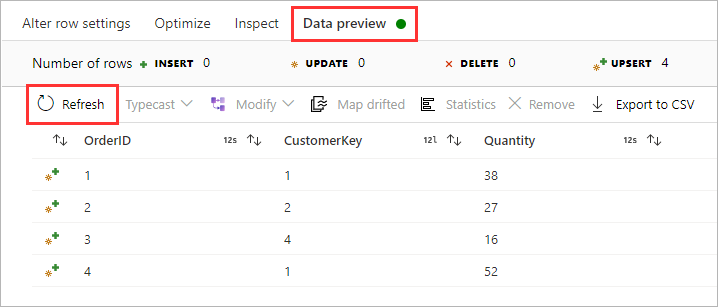 Alter row settings Optimize Inspect Data preview
Number of rows INSERT 0 UPDATE 0 DELETE 0 UPSERT 4
Refresh Typecast Modify Map drifted Statistics Remove Export to CSV
OrderID 12s CustomerKey 12l Quantity 12s
1 1 38
2 2 27
3 4 16
4 1 52